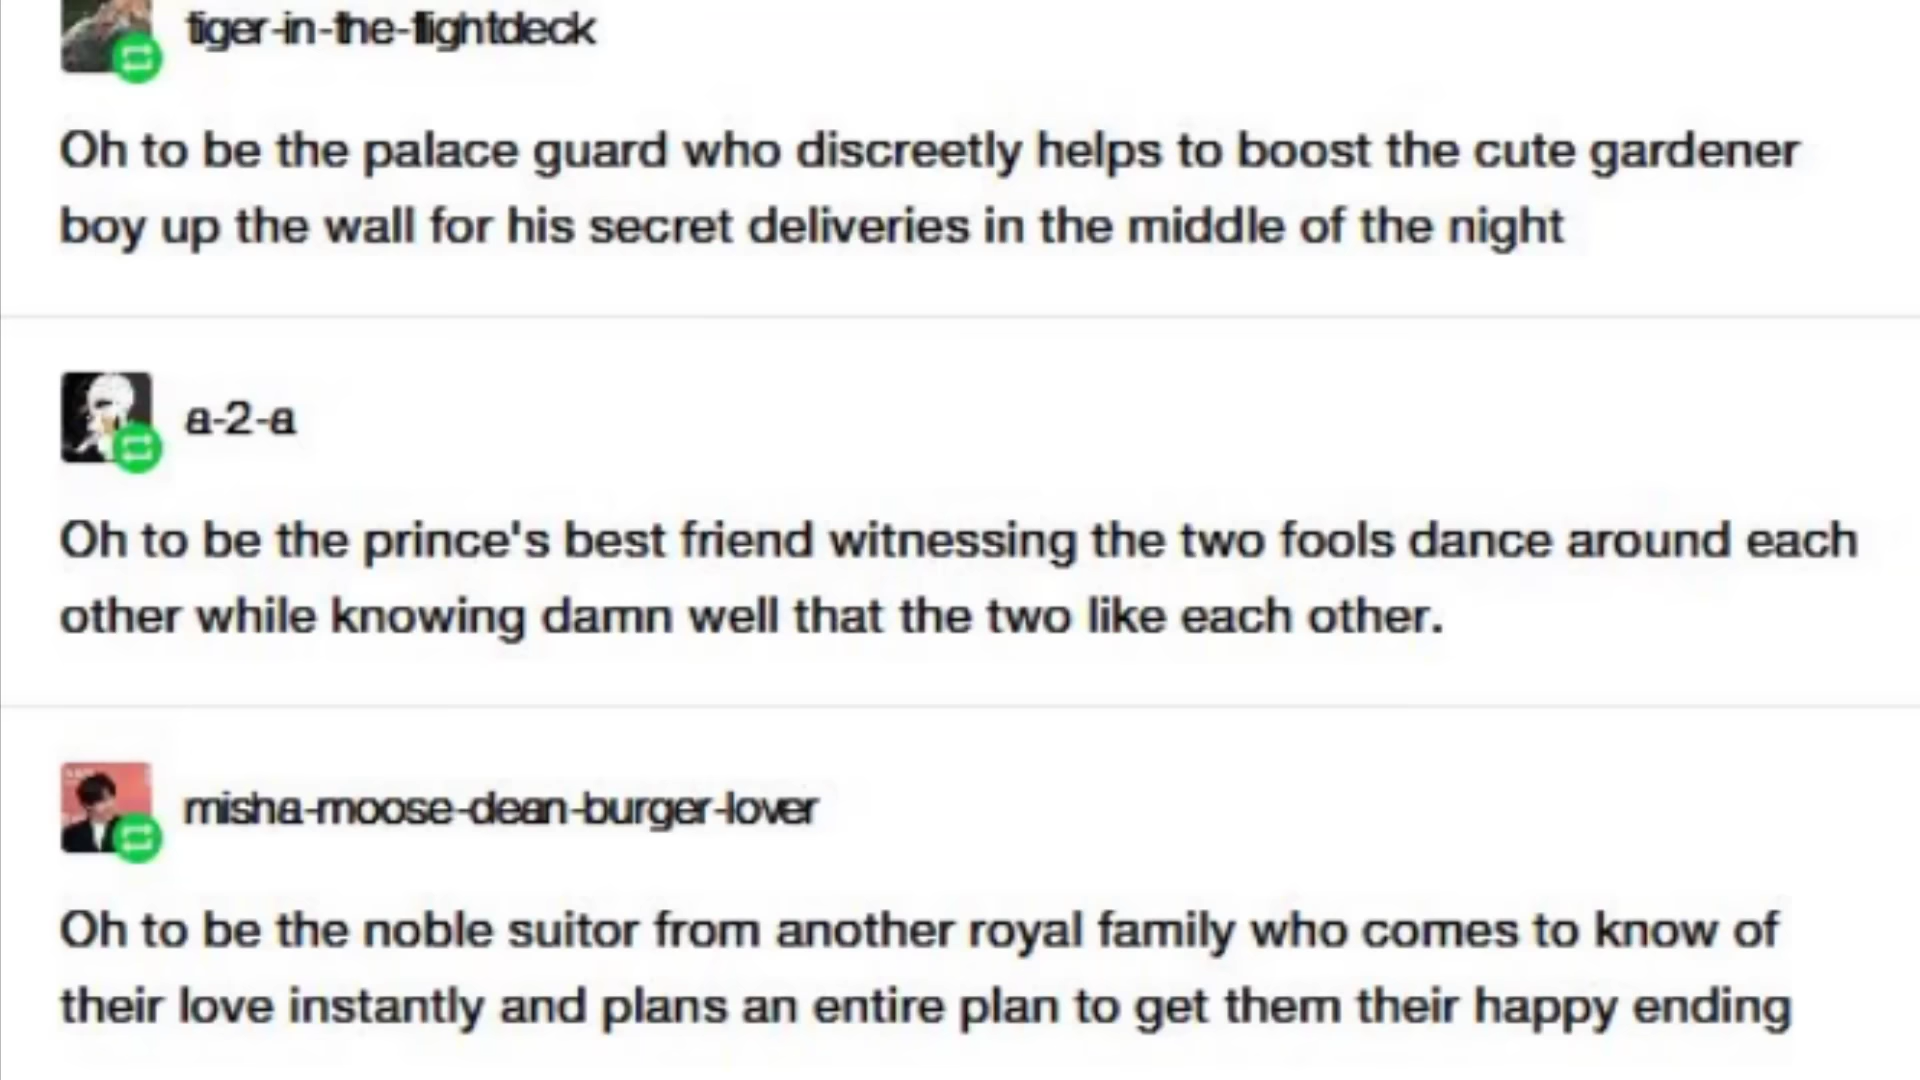 tiger-in-the-flightdeck
Oh to be the palace guard who discreetly helps to boost the cute gardener
boy up the wall for his secret deliveries in the middle of the night
a-2-a
Oh to be the prince's best friend witnessing the two fools dance around each
other while knowing damn well that the two like each other.
misha-moose-dean-burger-lover
Oh to be the noble suitor from another royal family who comes to know of
their love instantly and plans an entire plan to get them their happy ending